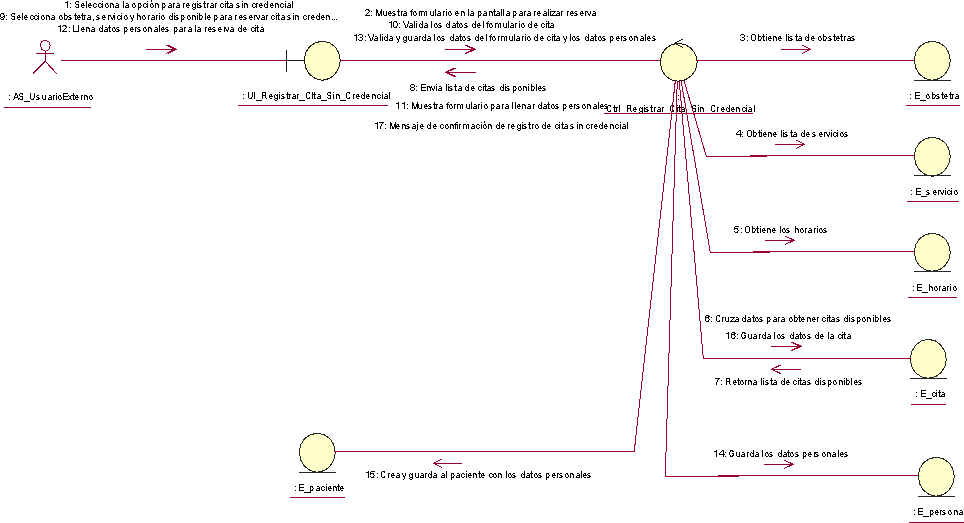 1: Selecciona la opción para registrar citas sin credencial
9: Selecciona obstetra, servicio y horario disponible para reservar citas in creden...
12: Llena datos personales para la reserva de cita
2: Muestra formulario en la pantalla para realizar reserva
10: Valida los datos del fomulario de cita
13: Valida y guarda los datos del formulario de cita y los datos personales
3: Obtiene lista de obstetras
8: Envia lista de citas disponibles
: AS_UsuarioExterno
: UI_Registrar_Cita_Sin_Credencial
: E_obstetra
11: Muestra formulario para llenar datos personales
: Ctrl_Registrar_Cita_Sin_Credencial
17: Mensaje de confirmación de registro de citas in credencial
4: Obtiene lista de servicios
: E_servicio
5: Obtiene los horarios
: E_horario
6: Cruza datos para obtener citas disponibles
16: Guarda los datos de la cita
7: Retorna lista de citas disponibles
: E_cita
14: Guarda los datos personales
15: Crea y guarda al paciente con los datos personales
: E_paciente
: E_persona